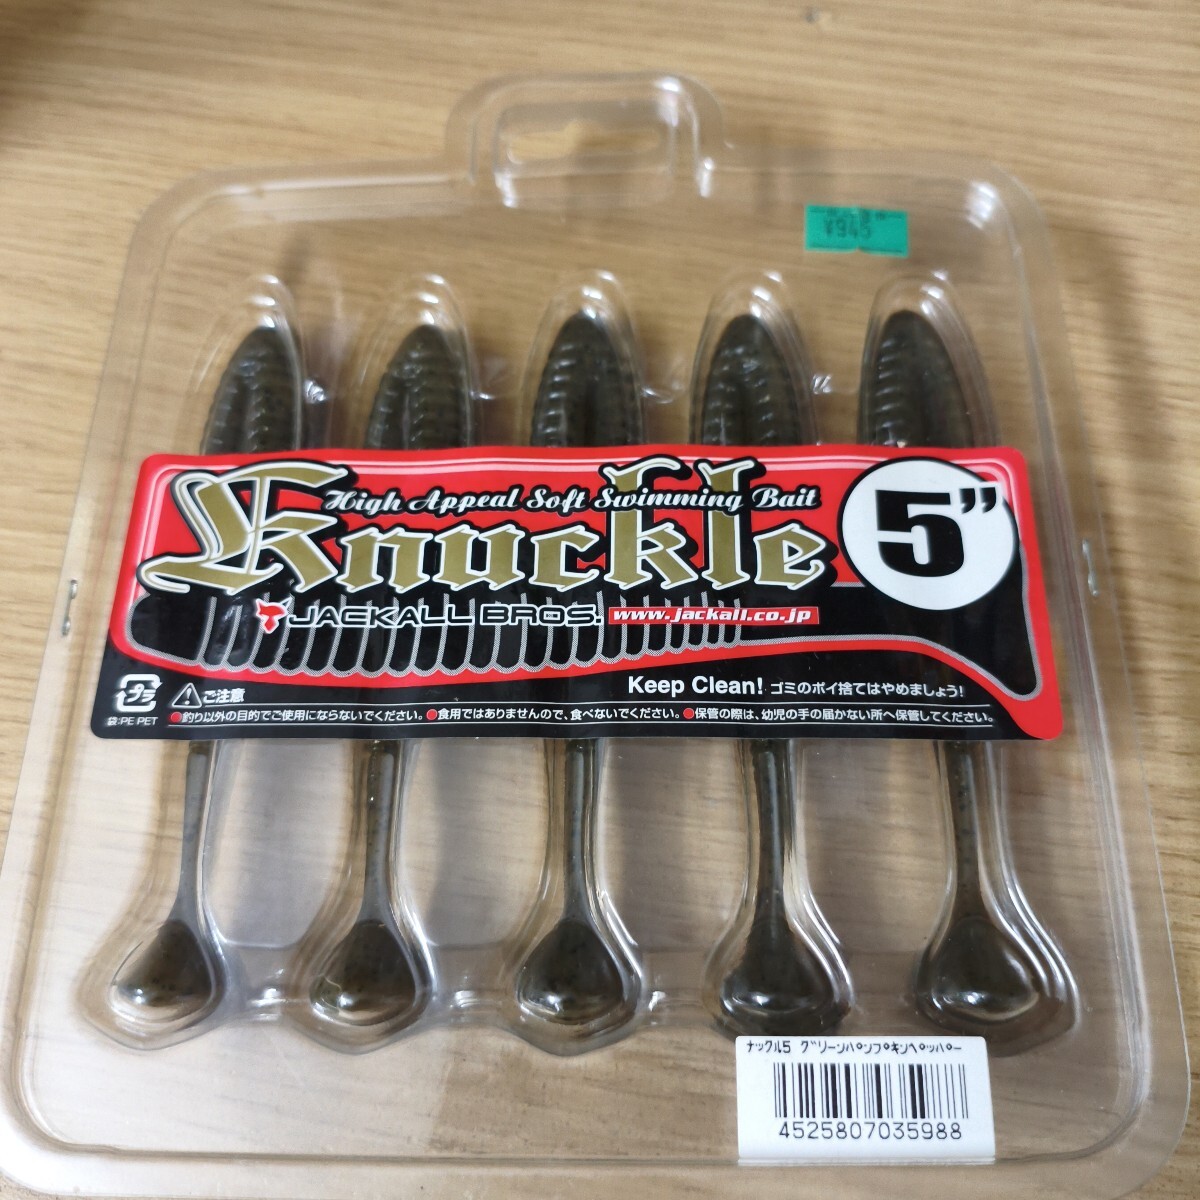 ¥945
High Appeal Soft Swimming Bait
Knuckle
5”
JACKALL BROS. www.jackall.co.jp
Keep Clean! ゴミのポイ捨てはやめましょう!
プラ
袋:PE PET
ご注意
●釣り以外の目的でご使用にならないでください。●食用ではありませんので、食べないでください。●保管の際は、幼児の手の届かない所へ保管してください。
ナックル5 グリーンパンプキンペッパー
4525807035988